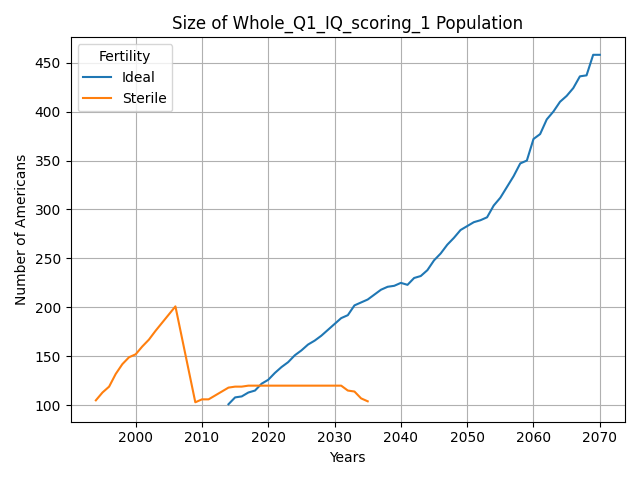 Size of Whole_Q1_IQ_scoring_1 Population
Fertility
Ideal
Sterile
Number of Americans
450
400
350
300
250
200
150
100
2000 2010 2020 2030 2040 2050 2060 2070
Years